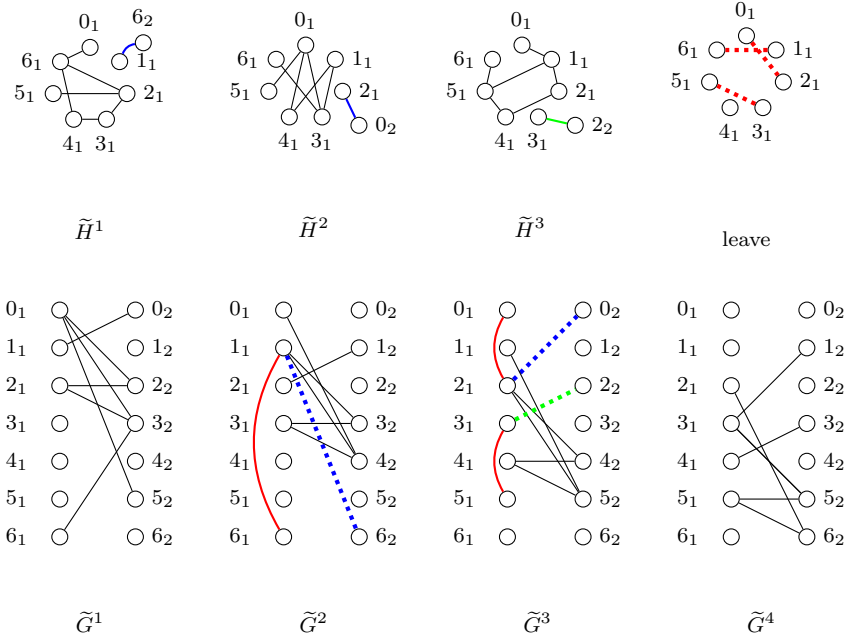 0₁ 6₂ 6₁ 1₁ 5₁ 2₁ 4₁ 3₁
0₁ 6₁ 1₁ 5₁ 2₁ 4₁ 3₁ 0₂
0₁ 6₁ 1₁ 5₁ 2₁ 4₁ 3₁ 2₂
0₁ 6₁ 1₁ 5₁ 2₁ 4₁ 3₁
H̃¹ H̃² H̃³ leave
0₁ 0₂ 0₁ 0₂ 0₁ 0₂ 0₁ 0₂
1₁ 1₂ 1₁ 1₂ 1₁ 1₂ 1₁ 1₂
2₁ 2₂ 2₁ 2₂ 2₁ 2₂ 2₁ 2₂
3₁ 3₂ 3₁ 3₂ 3₁ 3₂ 3₁ 3₂
4₁ 4₂ 4₁ 4₂ 4₁ 4₂ 4₁ 4₂
5₁ 5₂ 5₁ 5₂ 5₁ 5₂ 5₁ 5₂
6₁ 6₂ 6₁ 6₂ 6₁ 6₂ 6₁ 6₂
G̃¹ G̃² G̃³ G̃⁴